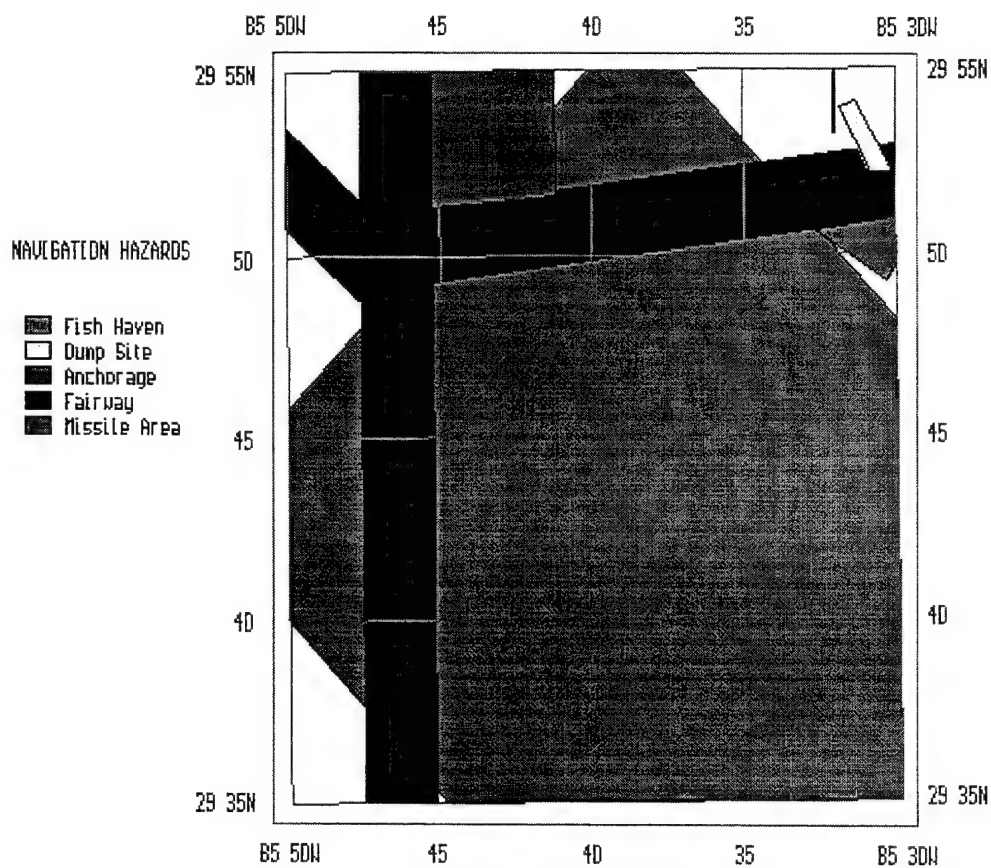 85 50W 45 40 35 85 30W
29 55N 29 55N
NAVIGATION HAZARDS
50 50
Fish Haven
Dump Site
Anchorage
Fairway
Missile Area
45 45
40 40
29 35N 29 35N
85 50W 45 40 35 85 30W